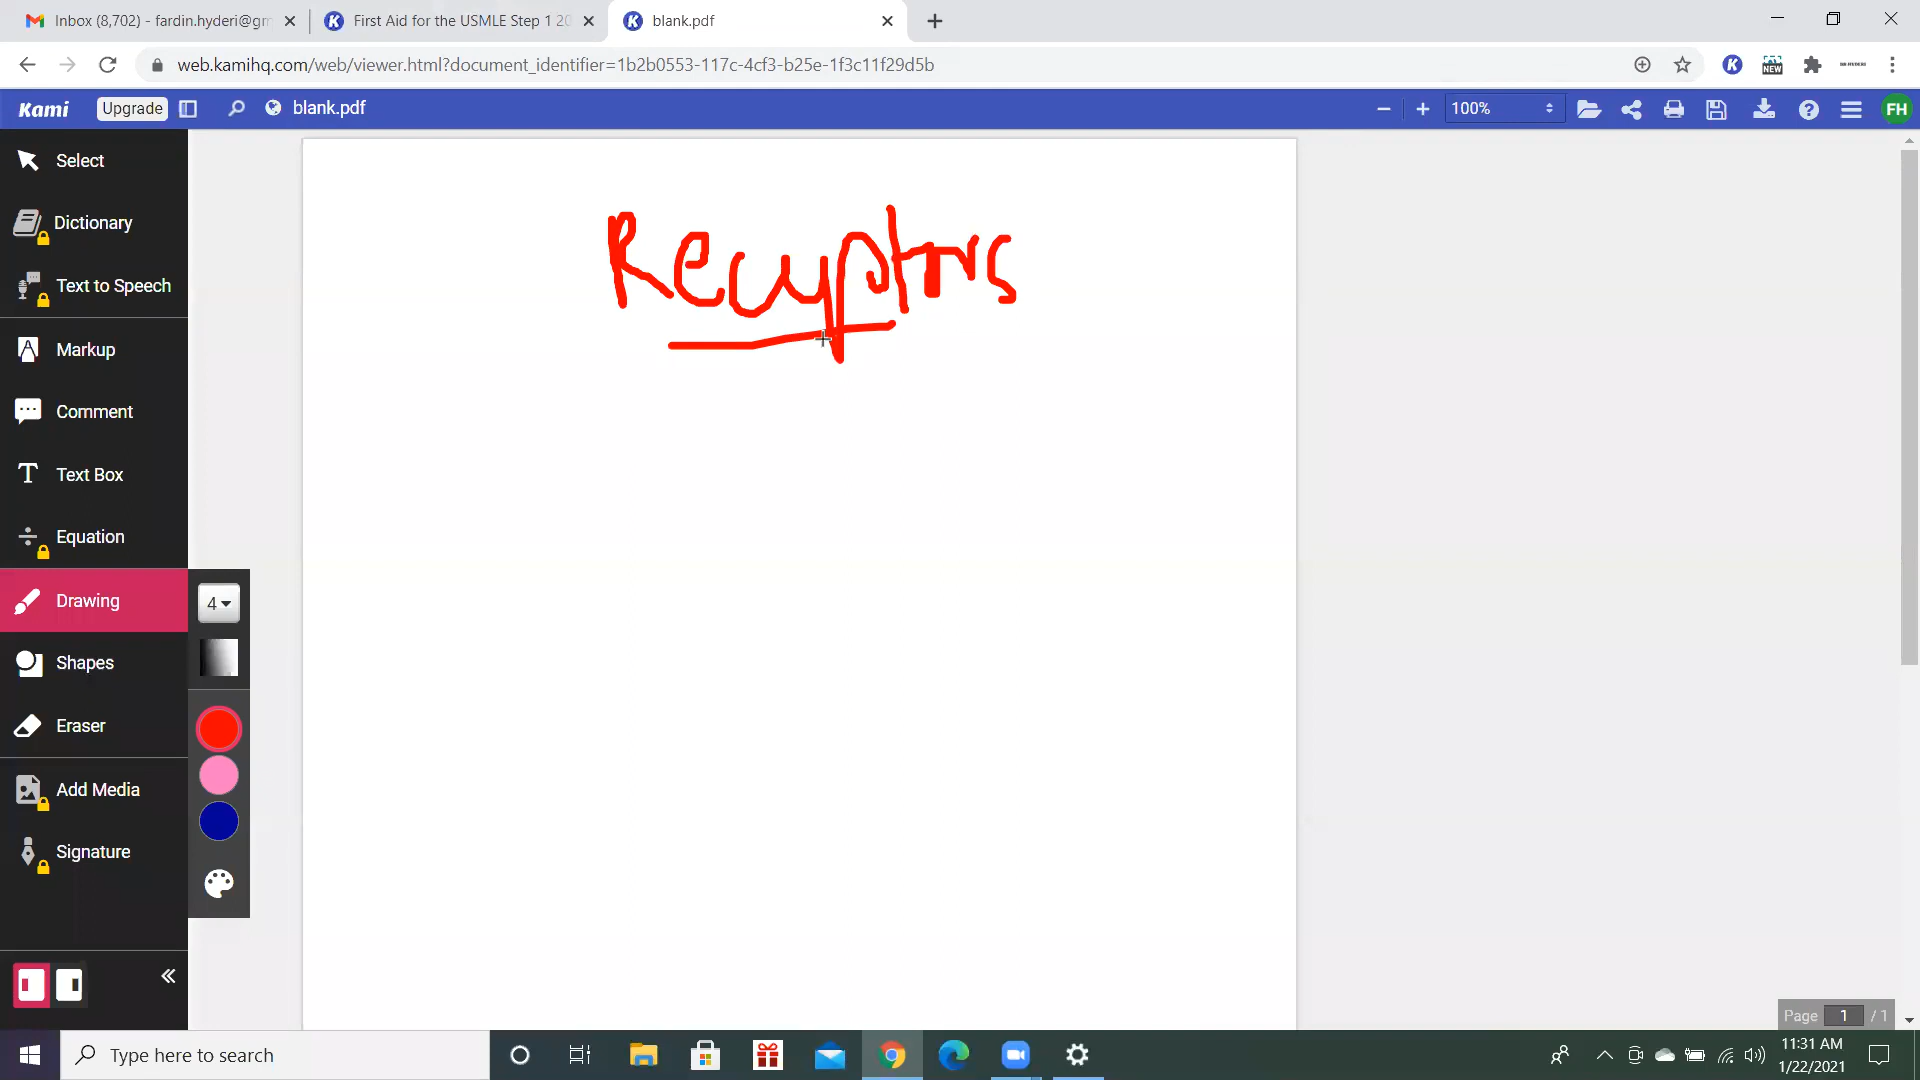 Inbox (8,702) - fardin.hyderi@gm
First Aid for the USMLE Step 1 20
blank.pdf
web.kamihq.com/web/viewer.html?document_identifier=1b2b0553-117c-4cf3-b25e-1f3c11f29d5b
NEW
Kami
Upgrade
blank.pdf
100%
FH
Select
Dictionary
Text to Speech
Markup
Comment
Text Box
Equation
Drawing
4
Shapes
Eraser
Add Media
Signature
Receptors
Page 1 / 1
Type here to search
11:31 AM
1/22/2021